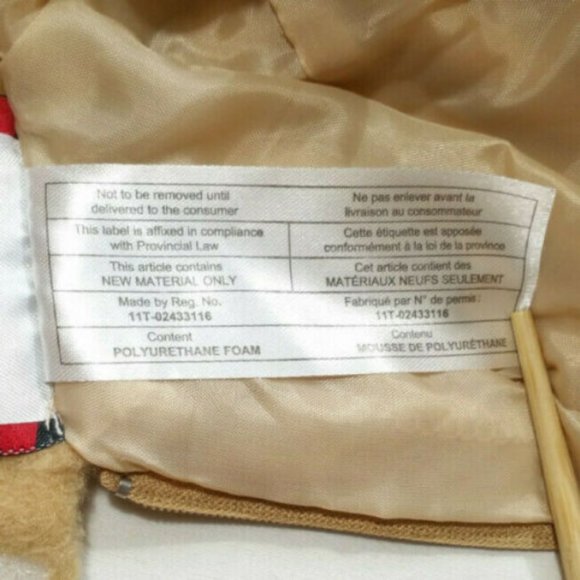 Not to be removed until
delivered to the consumer
Ne pas enlever avant la
livraison au consommateur
This label is affixed in compliance
with Provincial Law
Cette étiquette est apposée
conformément à la loi de la province
This article contains
NEW MATERIAL ONLY
Cet article contient des
MATÉRIAUX NEUFS SEULEMENT
Made by Reg. No.
11T-02433116
Fabriqué par N° de permis:
11T-02433116
Content
POLYURETHANE FOAM
Contenu
MOUSSE DE POLYURÉTHANE